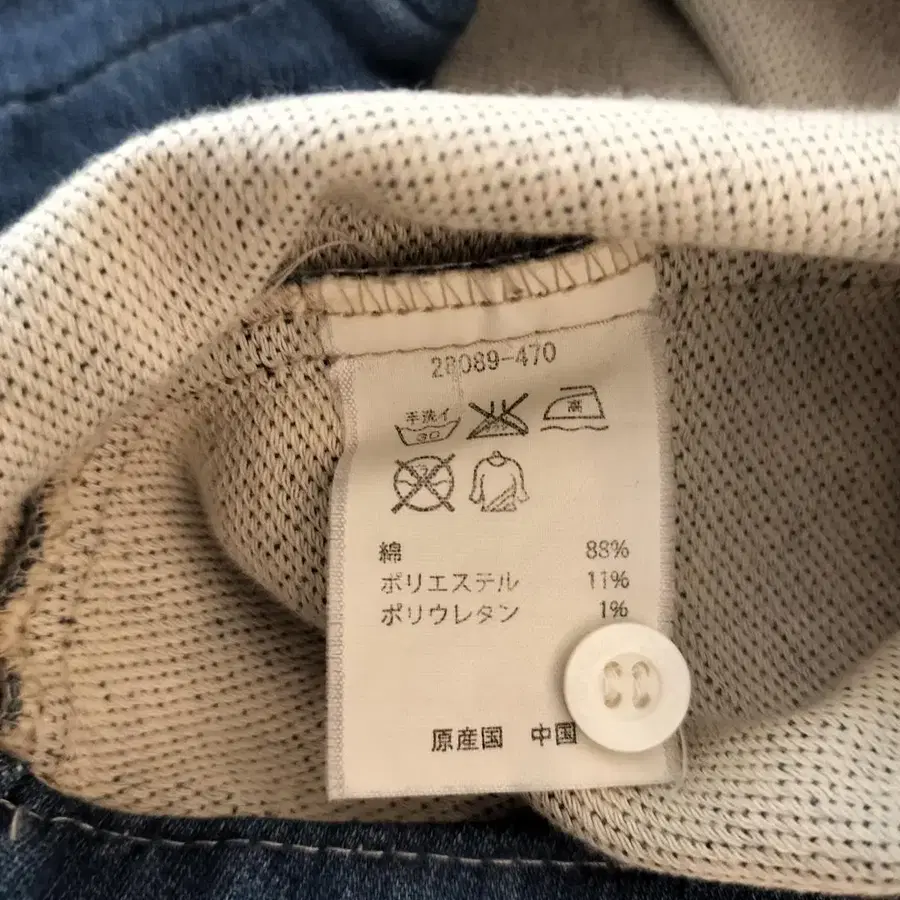 28089-470
手洗イ 高
30
綿 88%
ポリエステル 11%
ポリウレタン 1%
原産国 中国